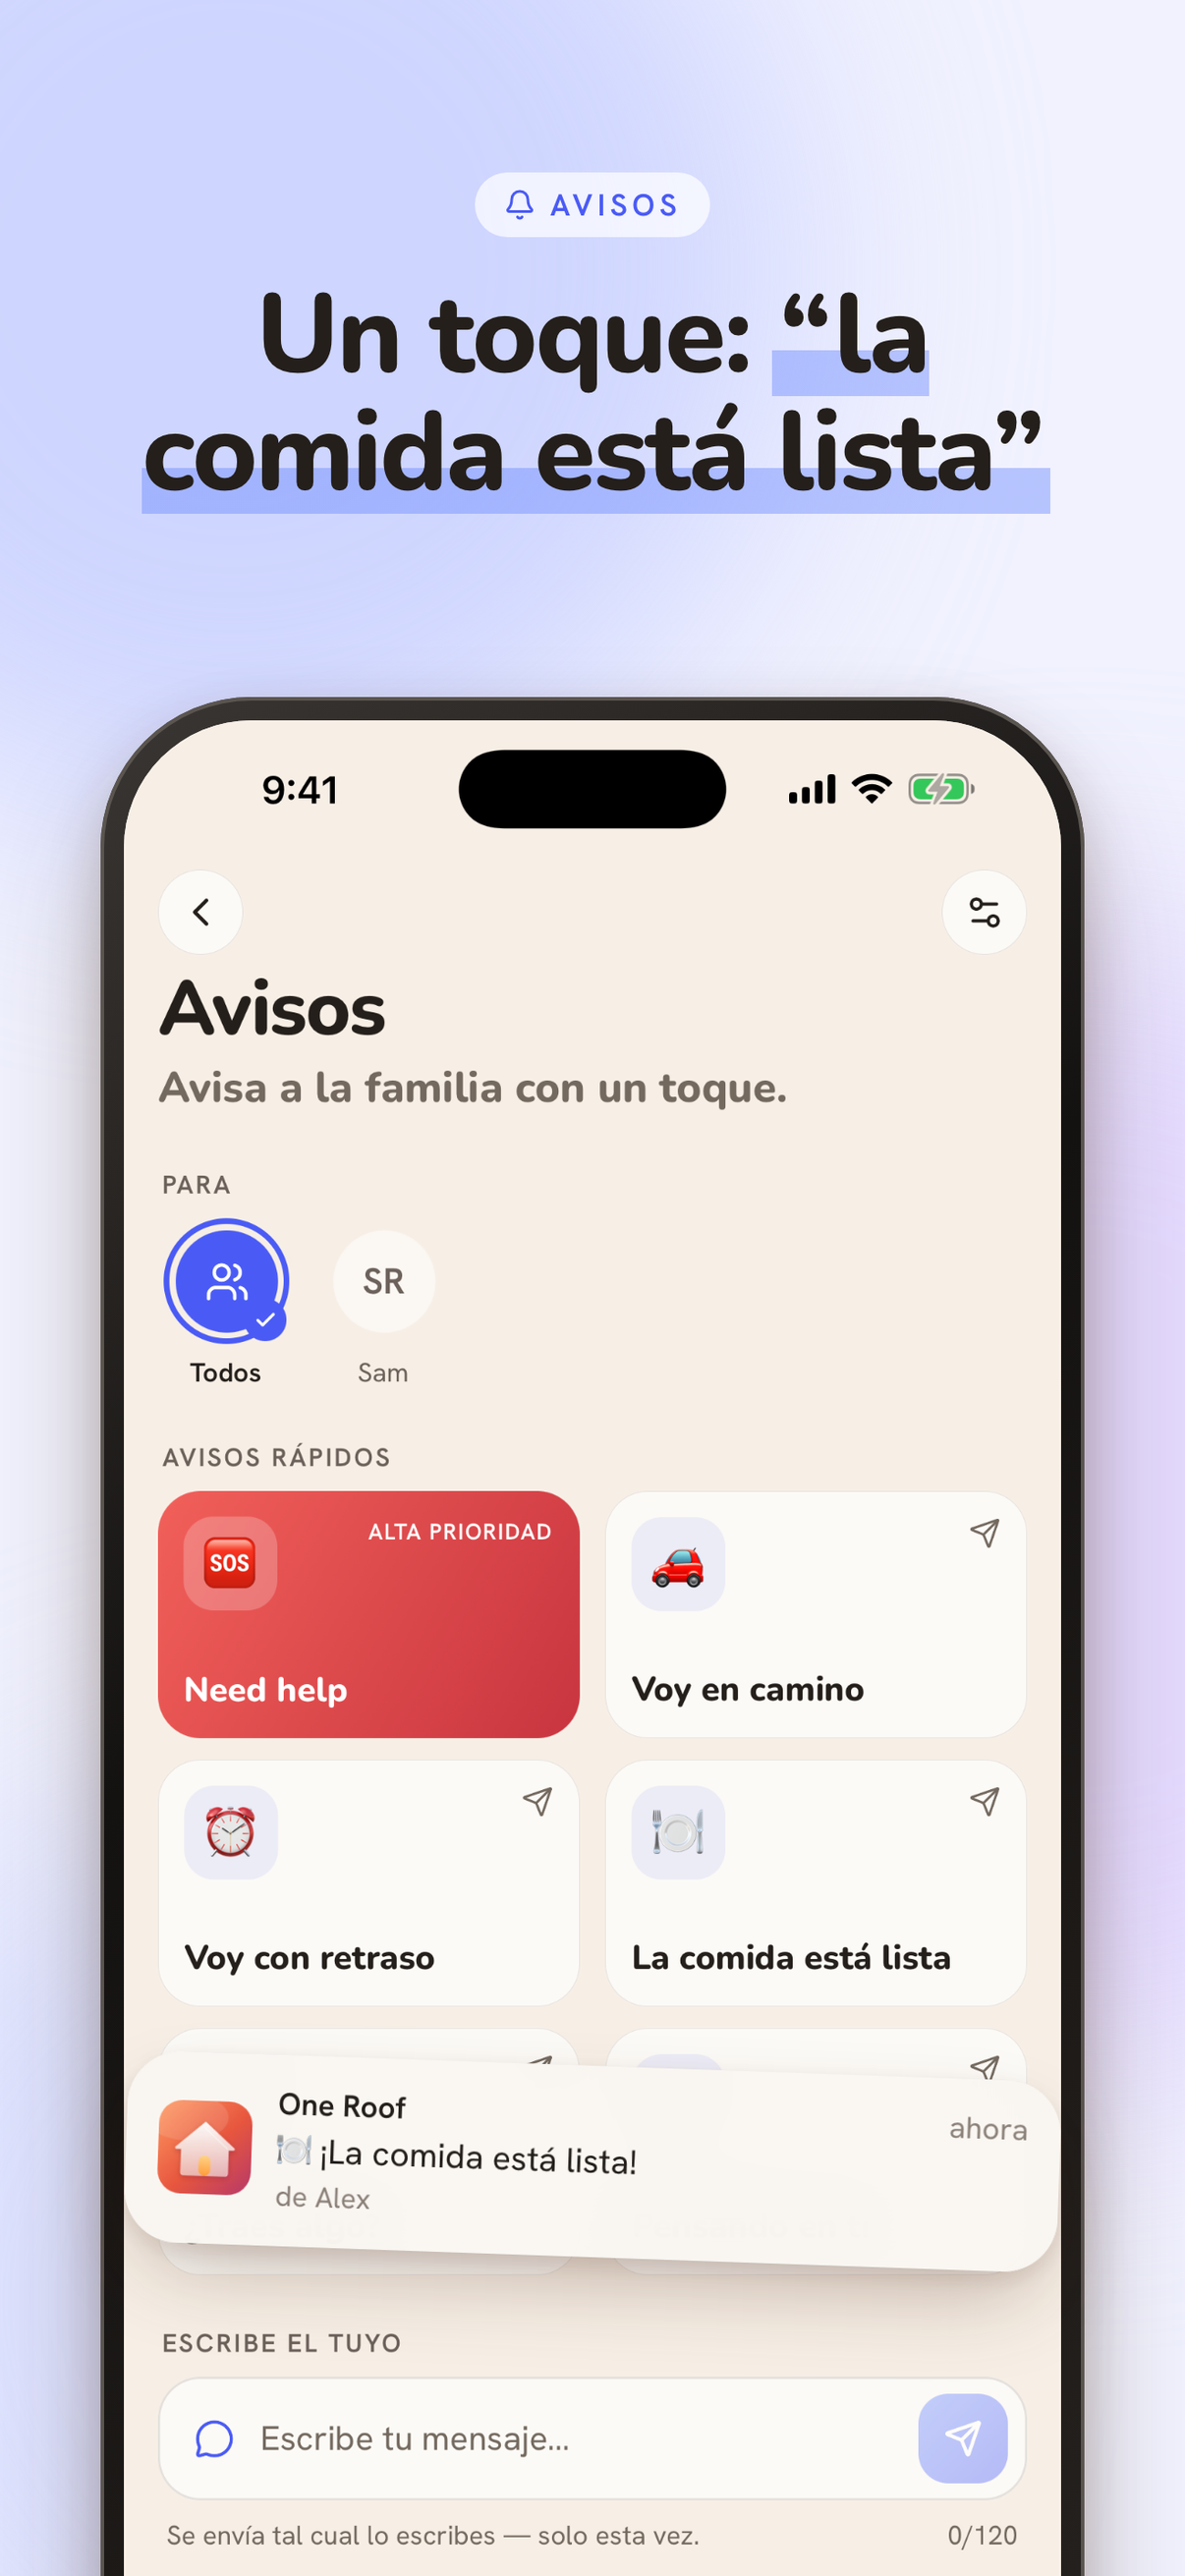 AVISOS
Un toque: “la
comida está lista”
9:41
Avisos
Avisa a la familia con un toque.
PARA
SR
Todos
Sam
AVISOS RÁPIDOS
SOS
ALTA PRIORIDAD
Need help
Voy en camino
Voy con retraso
La comida está lista
One Roof
ahora
🍽️ ¡La comida está lista!
de Alex
ESCRIBE EL TUYO
Escribe tu mensaje...
Se envía tal cual lo escribes — solo esta vez.
0/120